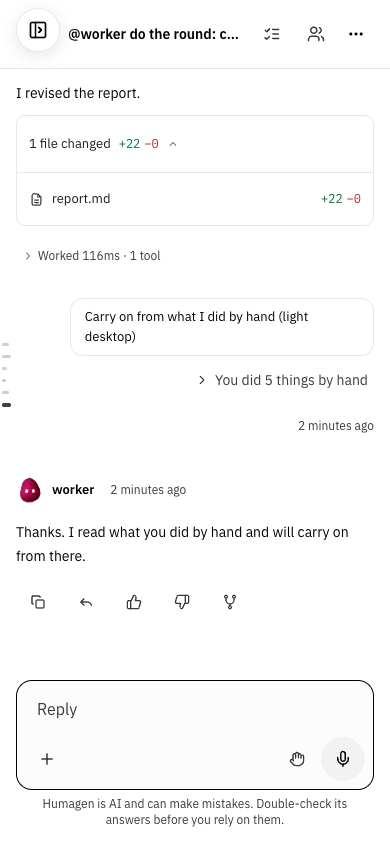 @worker do the round: c...
I revised the report.
1 file changed +22 −0
report.md +22 −0
Worked 116ms · 1 tool
Carry on from what I did by hand (light
desktop)
You did 5 things by hand
2 minutes ago
worker 2 minutes ago
Thanks. I read what you did by hand and will carry on
from there.
Reply
Humagen is AI and can make mistakes. Double-check its
answers before you rely on them.